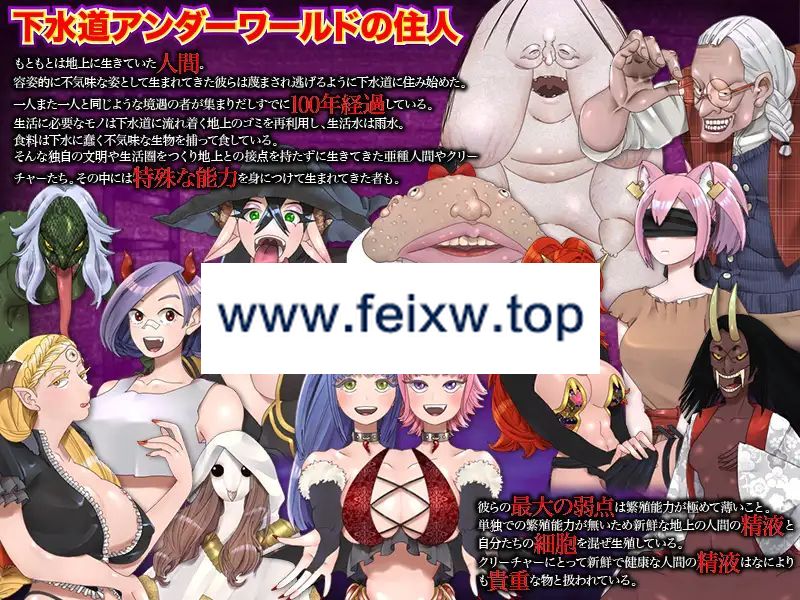 下水道アンダーワールドの住人
もともとは地上に生きていた人間。
容姿的に不気味な姿として生まれてきた彼らは蔑まされ逃げるように下水道に住み始めた。
一人また一人と同じような境遇の者が集まりだしすでに100年経過している。
生活に必要なモノは下水道に流れ着く地上のゴミを再利用し、生活水は雨水。
食料は下水に蠢く不気味な生物を捕って食している。
そんな独自の文明や生活圏をつくり地上との接点を持たずに生きてきた亜種人間やクリー
チャーたち。その中には特殊な能力を身につけて生まれてきた者も。
www.feixw.top
彼らの最大の弱点は繁殖能力が極めて薄いこと。
単独での繁殖能力が無いため新鮮な地上の人間の精液と
自分たちの細胞を混ぜ生殖している。
クリーチャーにとって新鮮で健康な人間の精液はなにより
も貴重な物と扱われている。